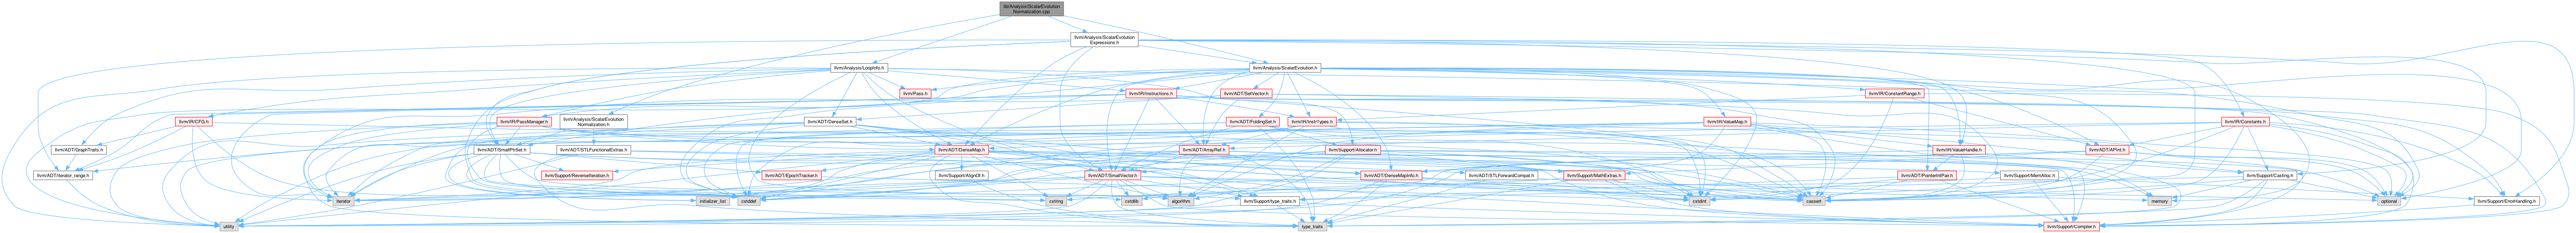 lib/Analysis/ScalarEvolution
Normalization.cpp
llvm/Analysis/ScalarEvolution
Expressions.h
llvm/Analysis/LoopInfo.h
llvm/Analysis/ScalarEvolution.h
llvm/Pass.h
llvm/IR/Instructions.h
llvm/ADT/SetVector.h
llvm/IR/ConstantRange.h
llvm/IR/CFG.h
llvm/IR/PassManager.h
llvm/Analysis/ScalarEvolution
Normalization.h
llvm/ADT/DenseSet.h
llvm/ADT/FoldingSet.h
llvm/IR/InstrTypes.h
llvm/IR/ValueMap.h
llvm/IR/Constants.h
llvm/ADT/GraphTraits.h
llvm/ADT/SmallPtrSet.h
llvm/ADT/STLFunctionalExtras.h
llvm/ADT/DenseMap.h
llvm/ADT/ArrayRef.h
llvm/Support/Allocator.h
llvm/IR/ValueHandle.h
llvm/ADT/APInt.h
llvm/ADT/iterator_range.h
llvm/Support/ReverseIteration.h
llvm/ADT/EpochTracker.h
llvm/Support/AlignOf.h
llvm/ADT/SmallVector.h
llvm/ADT/STLForwardCompat.h
llvm/ADT/DenseMapInfo.h
llvm/Support/MathExtras.h
llvm/ADT/PointerIntPair.h
llvm/Support/MemAlloc.h
llvm/Support/Casting.h
iterator
cstddef
initializer_list
cstring
cstdlib
algorithm
llvm/Support/type_traits.h
cstdint
cassert
memory
optional
llvm/Support/ErrorHandling.h
utility
type_traits
llvm/Support/Compiler.h